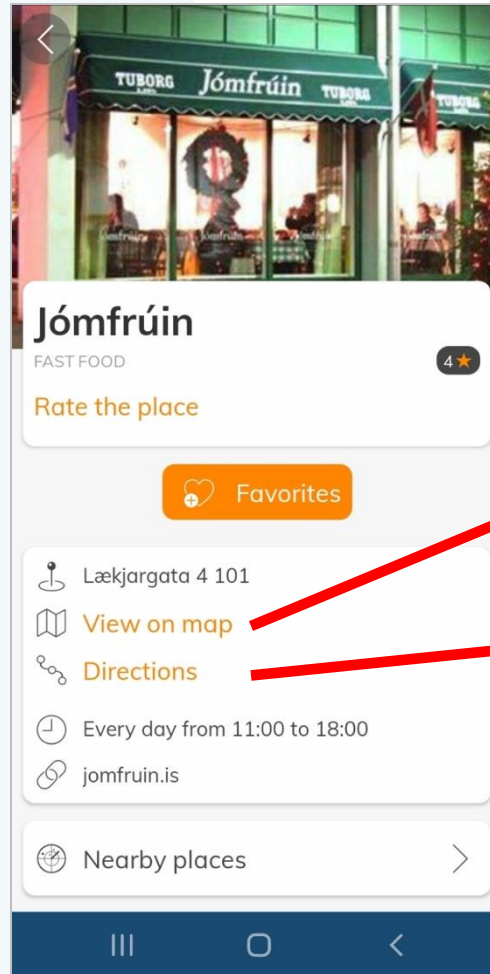 TUBORG Jómfrúin TUBORG
TUBORG
Jómfrúin
FAST FOOD
4
Rate the place
Favorites
Lækjargata 4 101
View on map
Directions
Every day from 11:00 to 18:00
jomfruin.is
Nearby places